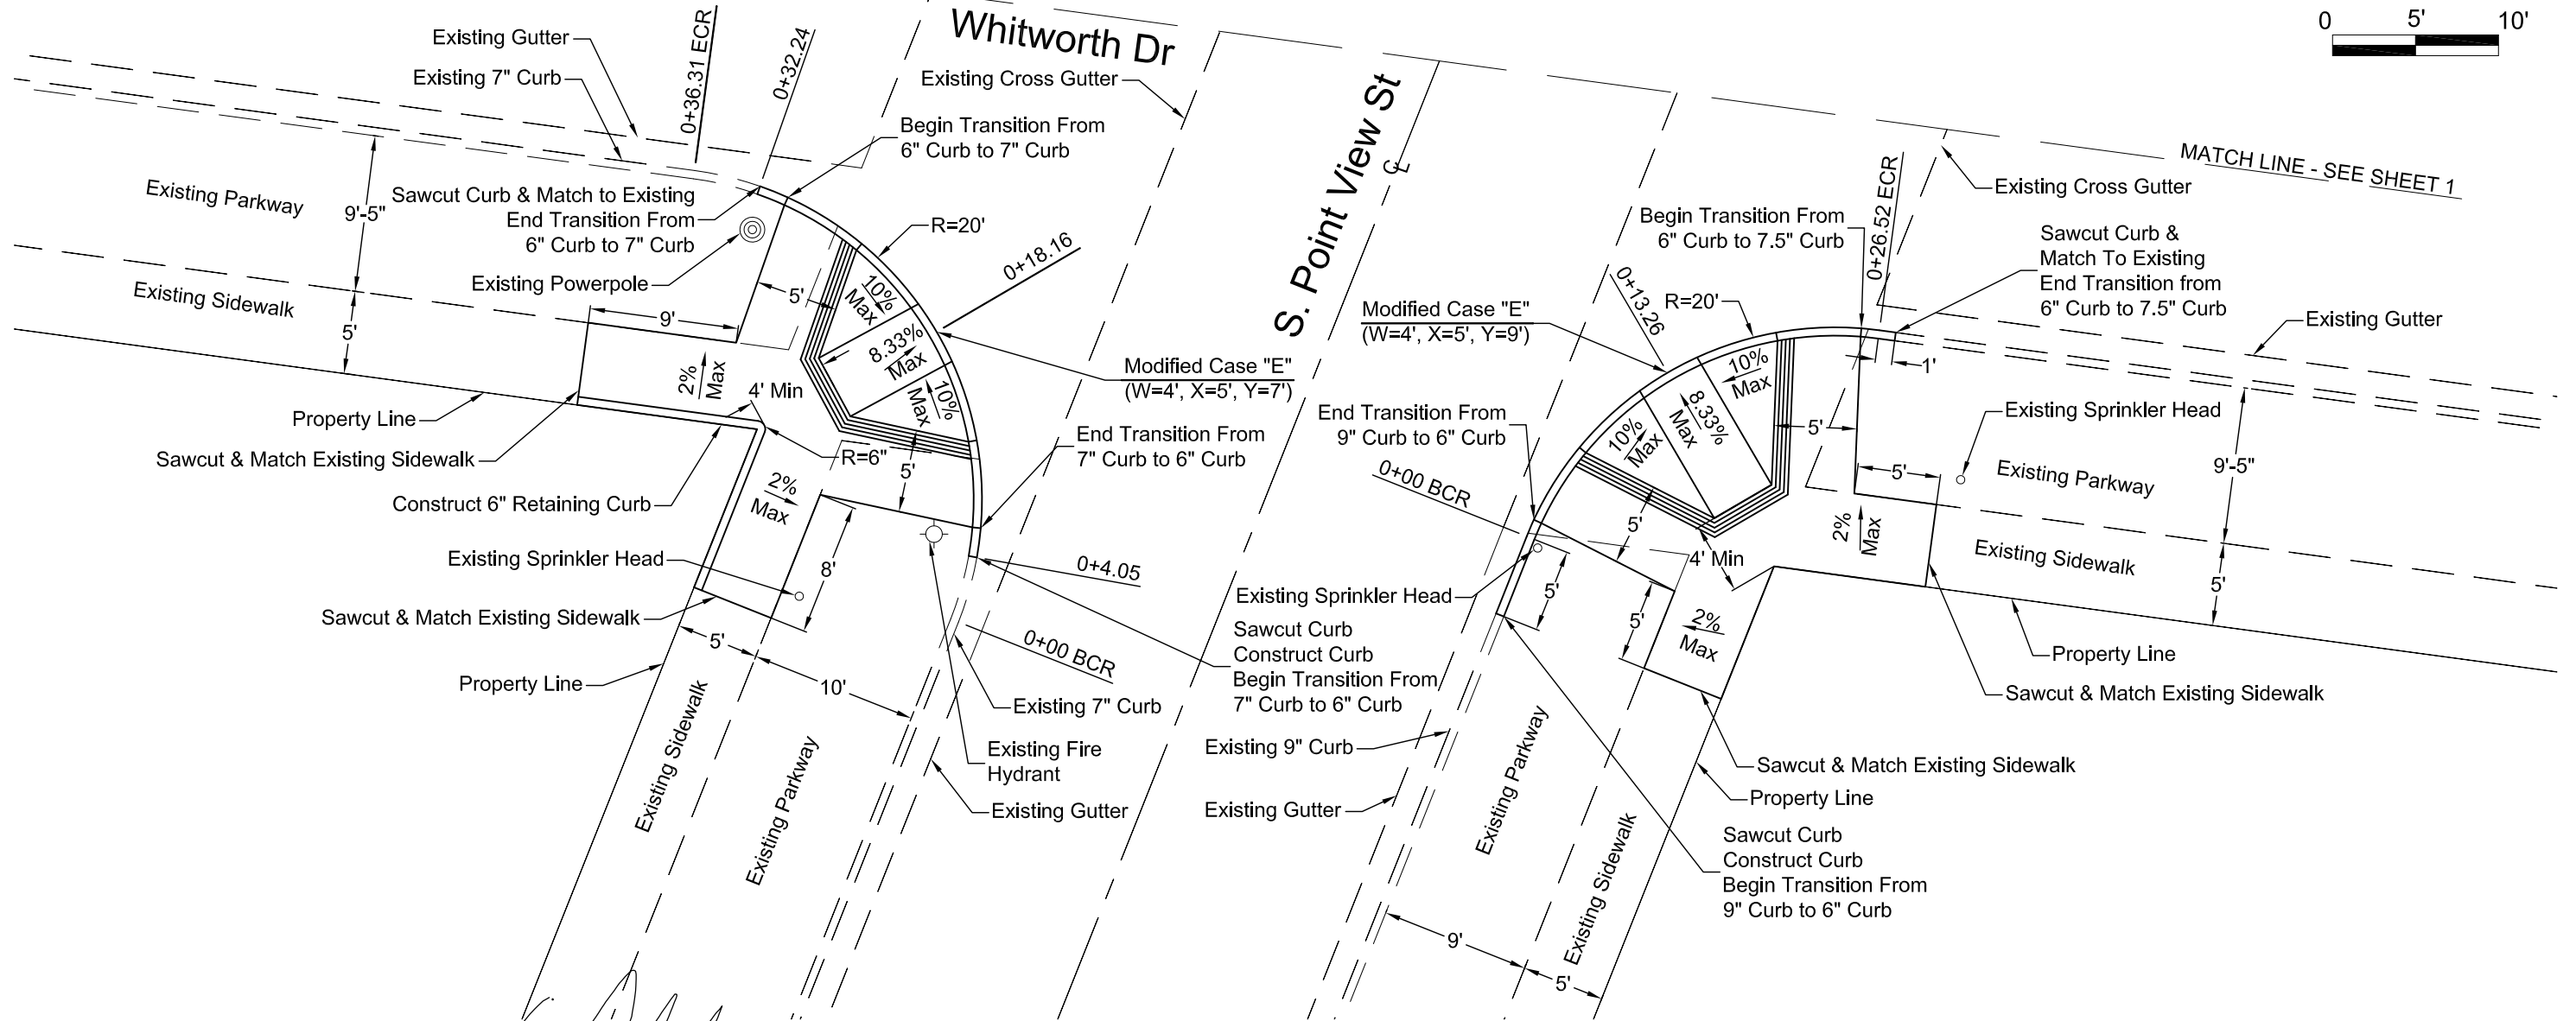 Whitworth Dr
S. Point View St
CL
0
5'
10'
MATCH LINE - SEE SHEET 1
Existing Gutter
Existing 7" Curb
0+36.31 ECR
0+32.24
Existing Cross Gutter
Begin Transition From
6" Curb to 7" Curb
Existing Parkway
9'-5"
Sawcut Curb & Match to Existing
End Transition From
6" Curb to 7" Curb
R=20'
0+18.16
Existing Powerpole
Existing Sidewalk
5'
9'
5'
10%
Max
8.33%
Max
10%
Max
2%
Max
4' Min
Modified Case "E"
(W=4', X=5', Y=7')
Property Line
Sawcut & Match Existing Sidewalk
R=6"
5'
End Transition From
7" Curb to 6" Curb
Construct 6" Retaining Curb
2%
Max
Existing Sprinkler Head
8'
0+4.05
Sawcut & Match Existing Sidewalk
5'
0+00 BCR
Property Line
10'
Existing 7" Curb
Existing Sidewalk
Existing Parkway
Existing Fire
Hydrant
Existing Gutter
Sawcut Curb
Construct Curb
Begin Transition From
7" Curb to 6" Curb
Existing Cross Gutter
Begin Transition From
6" Curb to 7.5" Curb
0+26.52 ECR
Sawcut Curb &
Match To Existing
End Transition from
6" Curb to 7.5" Curb
0+13.26
R=20'
Modified Case "E"
(W=4', X=5', Y=9')
Existing Gutter
1'
10%
Max
8.33%
Max
10%
Max
End Transition From
9" Curb to 6" Curb
5'
Existing Sprinkler Head
5'
Existing Parkway
9'-5"
0+00 BCR
5'
2%
Max
4' Min
Existing Sidewalk
5'
Existing Sprinkler Head
5'
5'
2%
Max
Property Line
Sawcut & Match Existing Sidewalk
Existing 9" Curb
Existing Parkway
Sawcut & Match Existing Sidewalk
Property Line
Existing Gutter
Existing Sidewalk
Sawcut Curb
Construct Curb
Begin Transition From
9" Curb to 6" Curb
9'
5'